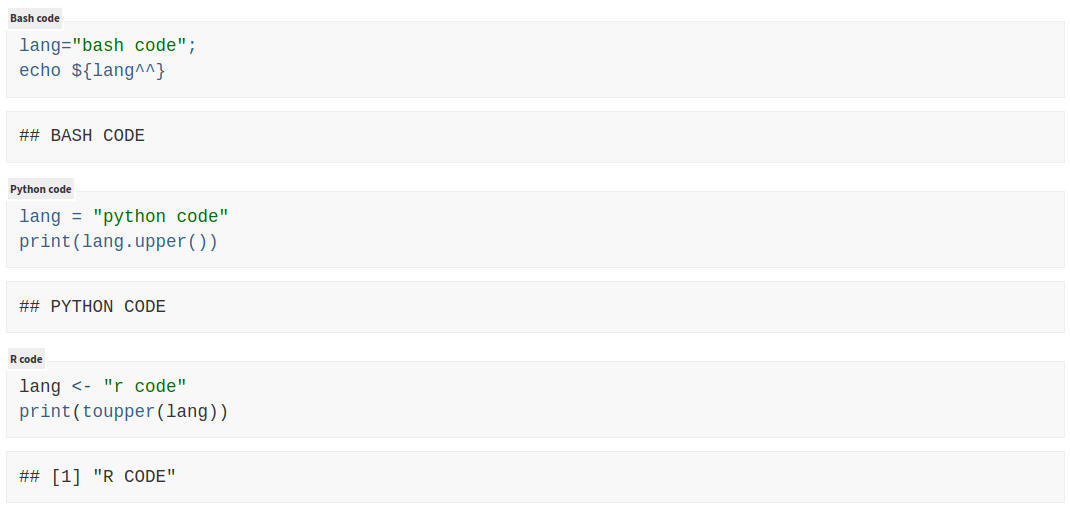 Bash code
lang="bash code";
echo ${lang^^}
## BASH CODE
Python code
lang = "python code"
print(lang.upper())
## PYTHON CODE
R code
lang <- "r code"
print(toupper(lang))
## [1] "R CODE"